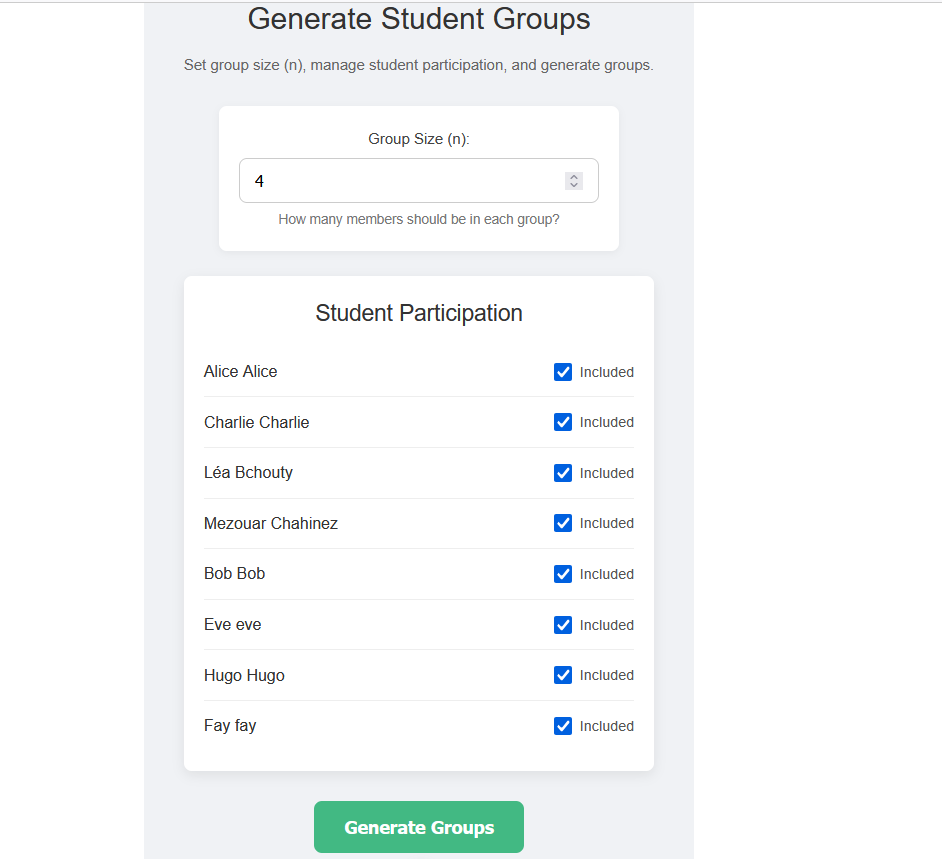 Generate Student Groups
Set group size (n), manage student participation, and generate groups.
Group Size (n):
4
How many members should be in each group?
Student Participation
Alice Alice Included
Charlie Charlie Included
Léa Bchouty Included
Mezouar Chahinez Included
Bob Bob Included
Eve eve Included
Hugo Hugo Included
Fay fay Included
Generate Groups